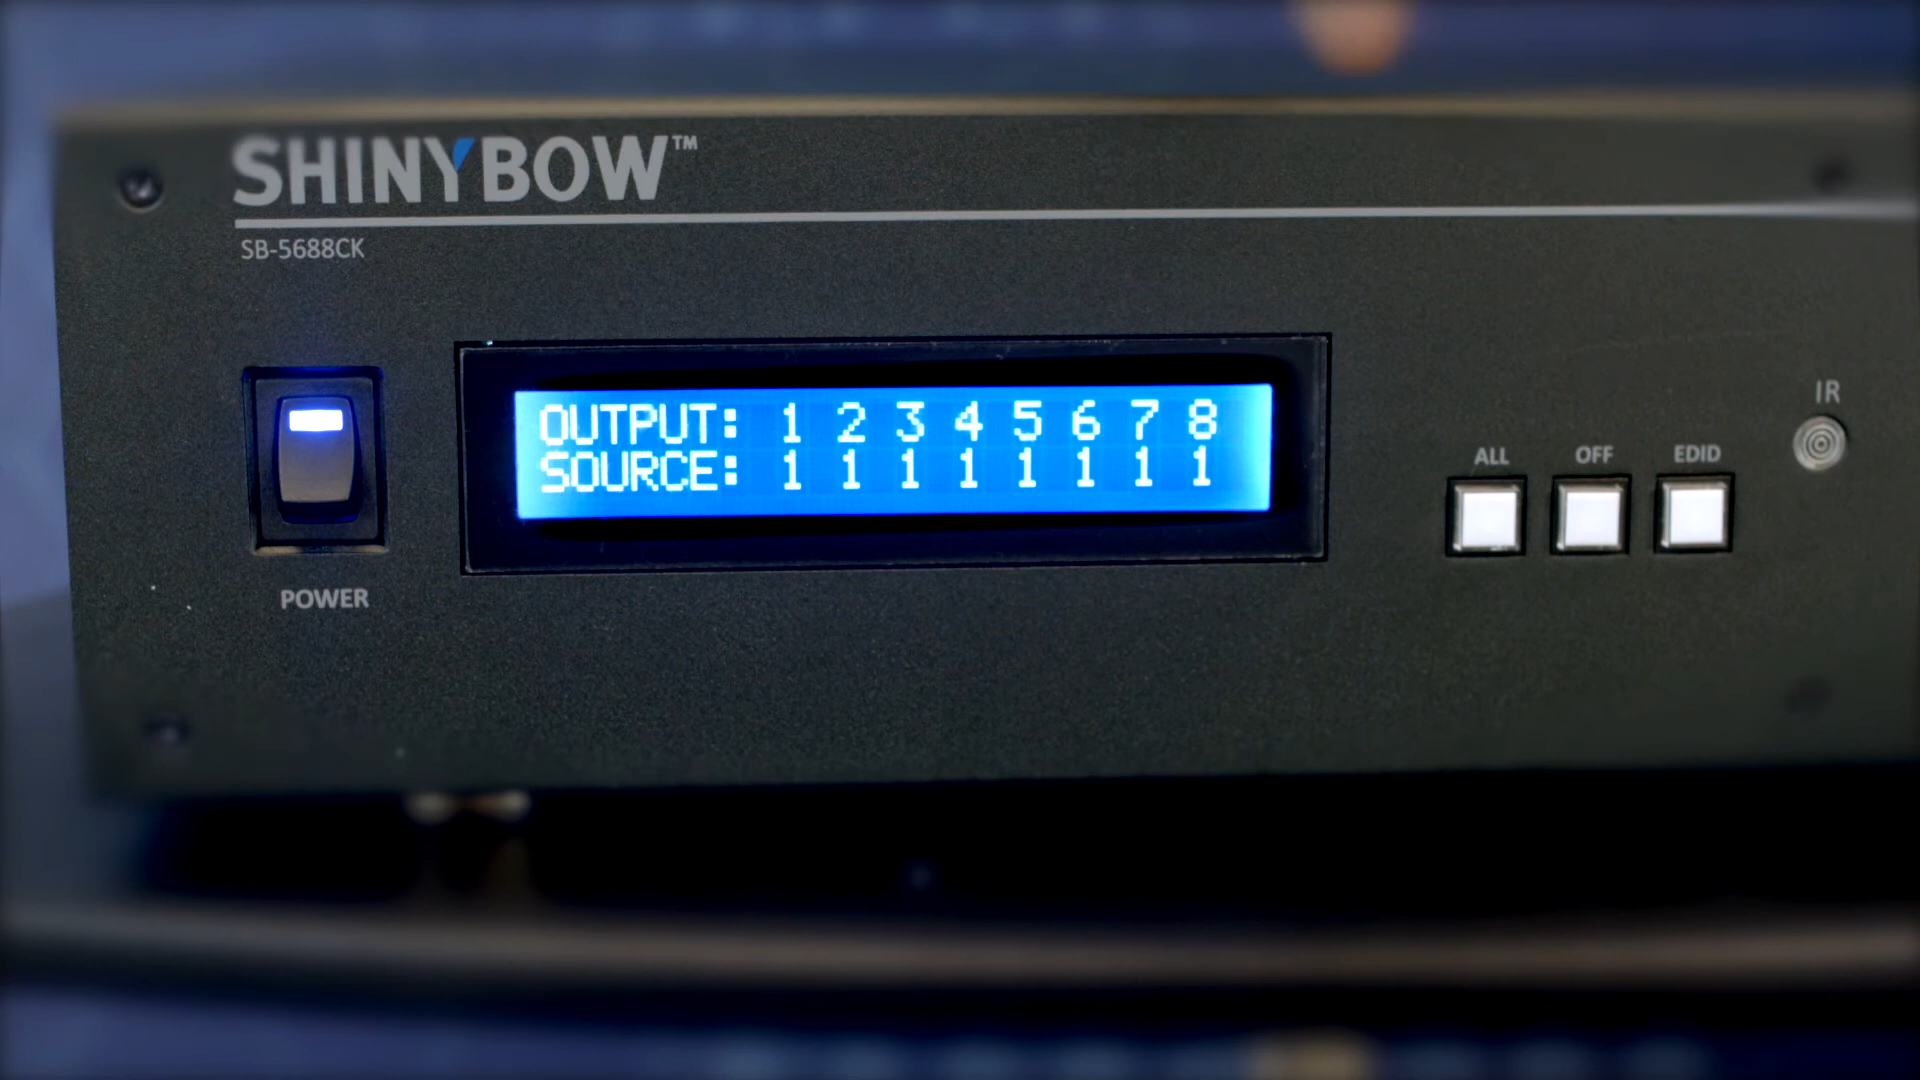 SHINYBOW™
SB-5688CK
OUTPUT: 1 2 3 4 5 6 7 8
SOURCE: 1 1 1 1 1 1 1 1
POWER
ALL OFF EDID
IR